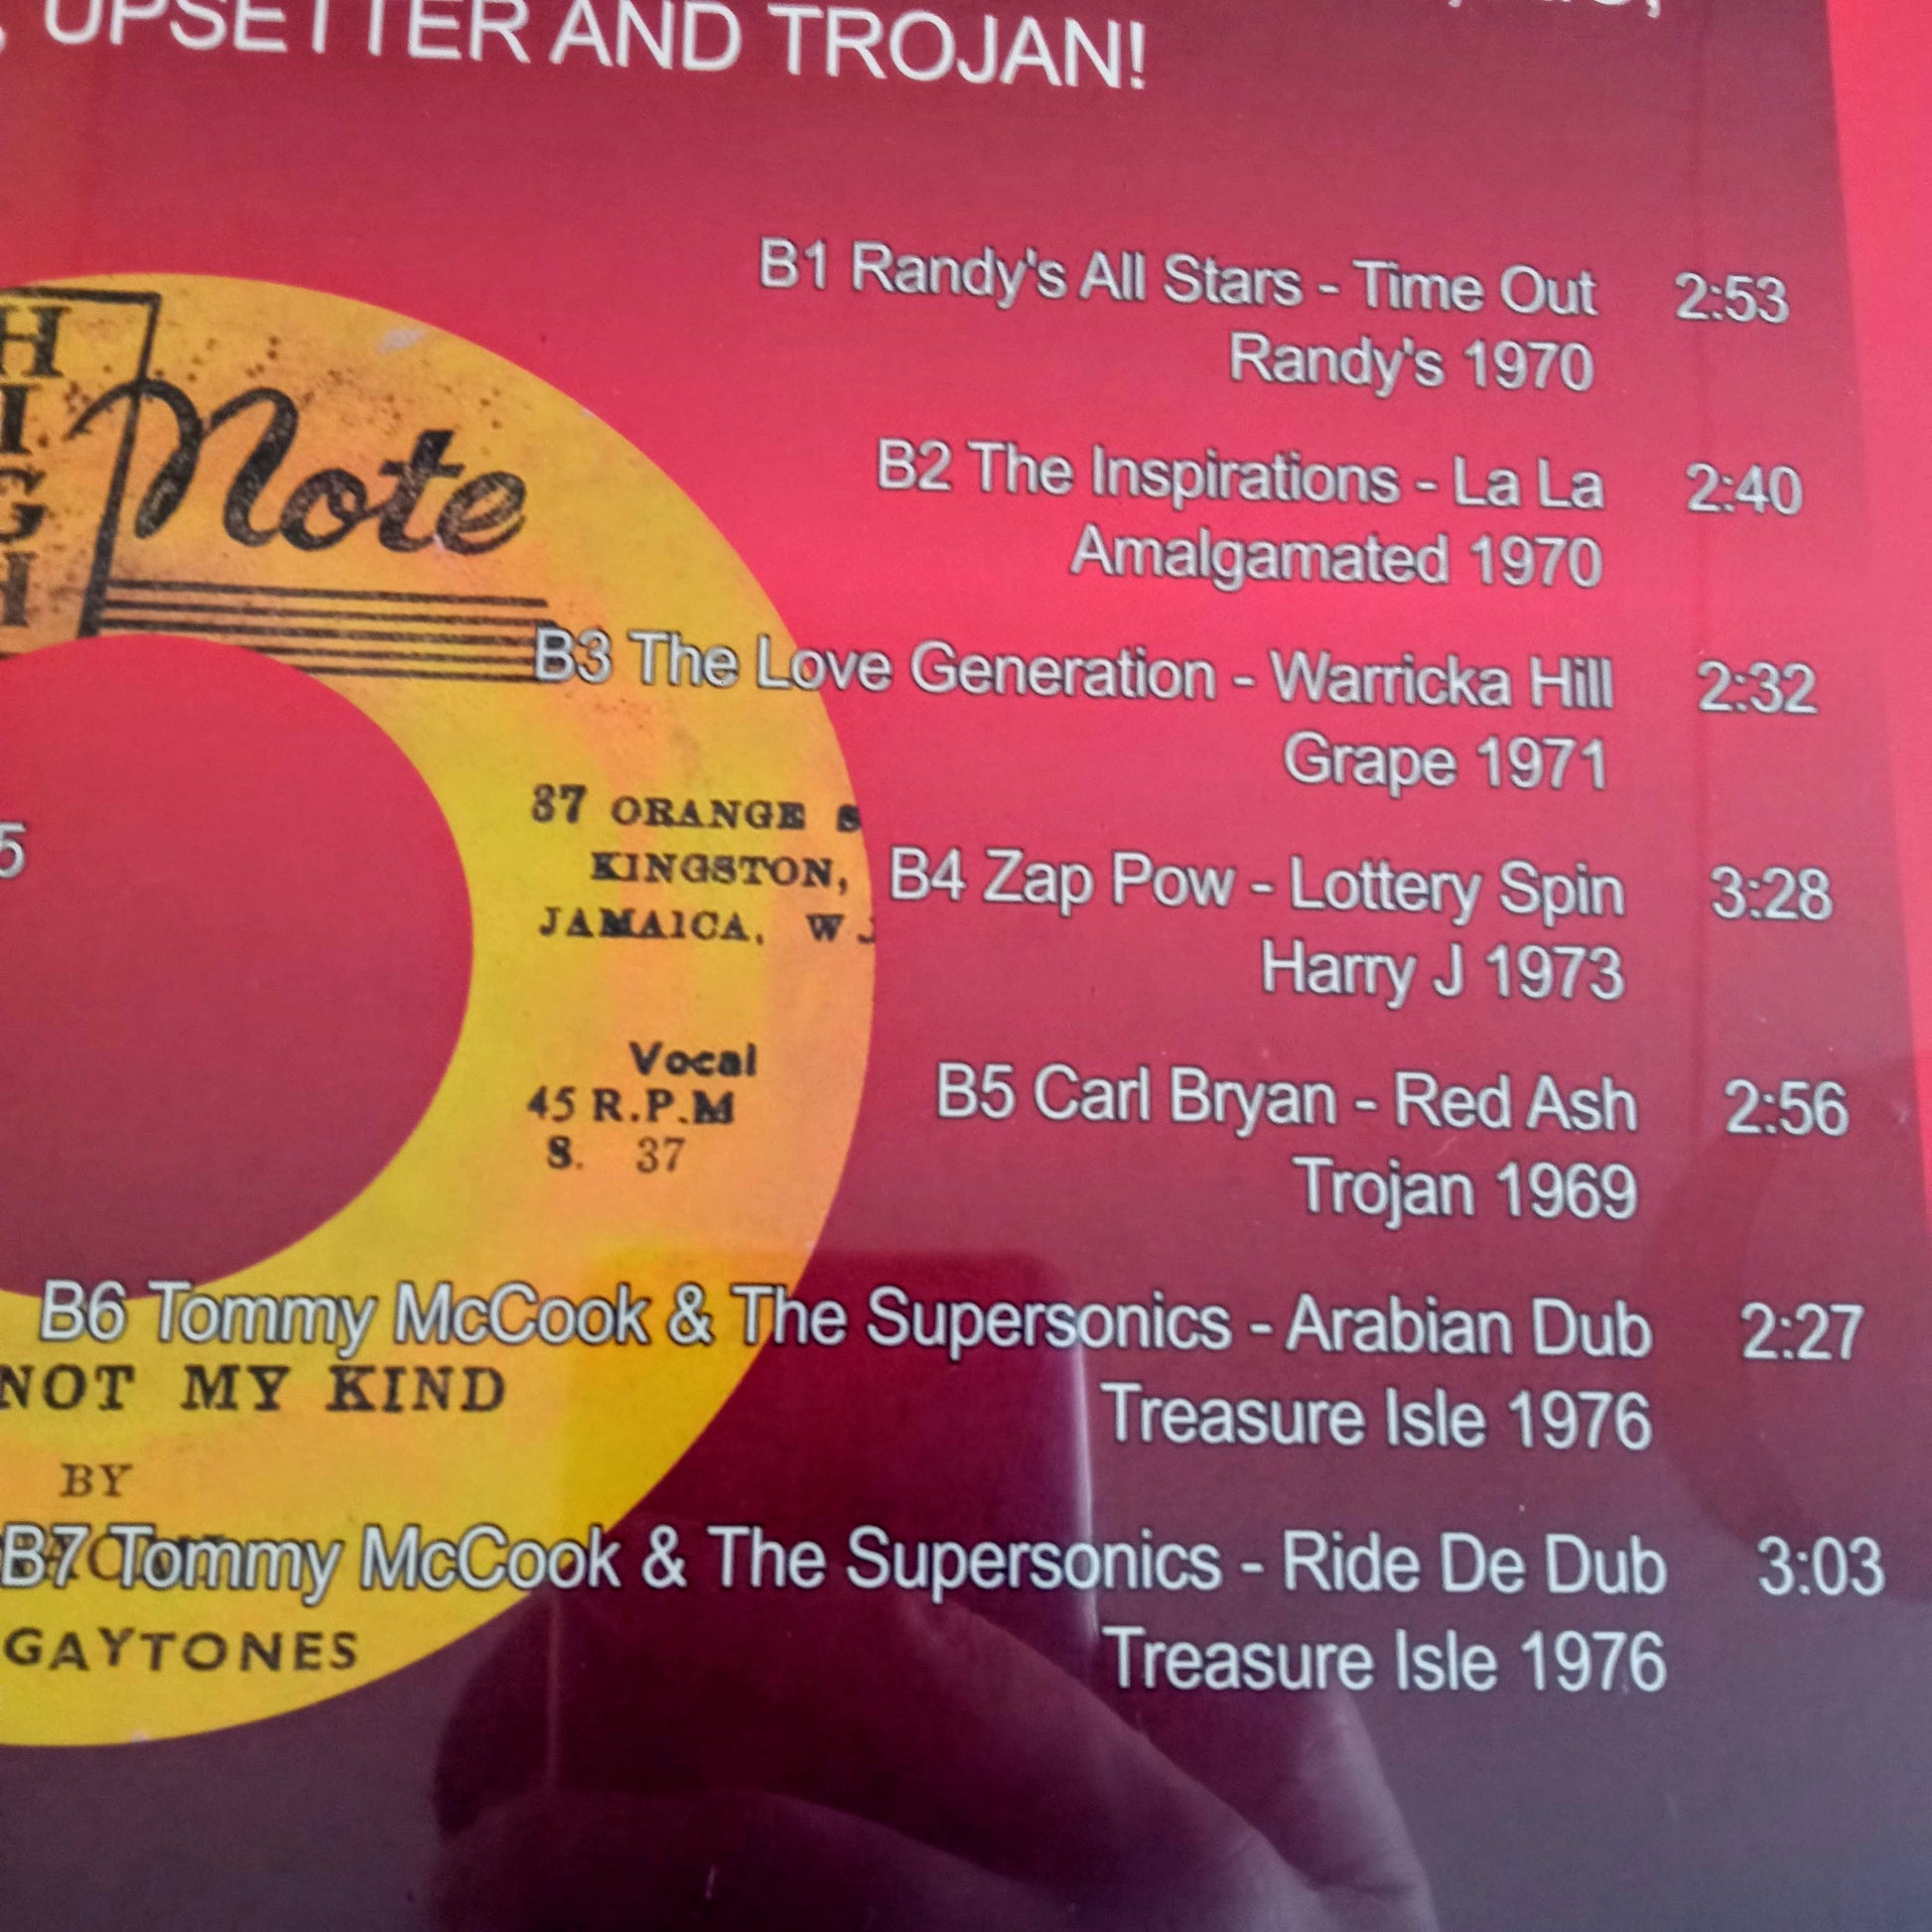 UPSETTER AND TROJAN!
B1 Randy's All Stars - Time Out 2:53
Randy's 1970
B2 The Inspirations - La La 2:40
Amalgamated 1970
B3 The Love Generation - Warricka Hill 2:32
Grape 1971
B4 Zap Pow - Lottery Spin 3:28
Harry J 1973
B5 Carl Bryan - Red Ash 2:56
Trojan 1969
B6 Tommy McCook & The Supersonics - Arabian Dub 2:27
Treasure Isle 1976
B7 Tommy McCook & The Supersonics - Ride De Dub 3:03
Treasure Isle 1976
H
I
G
H
Note
37 ORANGE S
KINGSTON,
JAMAICA, W
Vocal
45 R.P.M
S. 37
NOT MY KIND
BY
GAYTONES
5